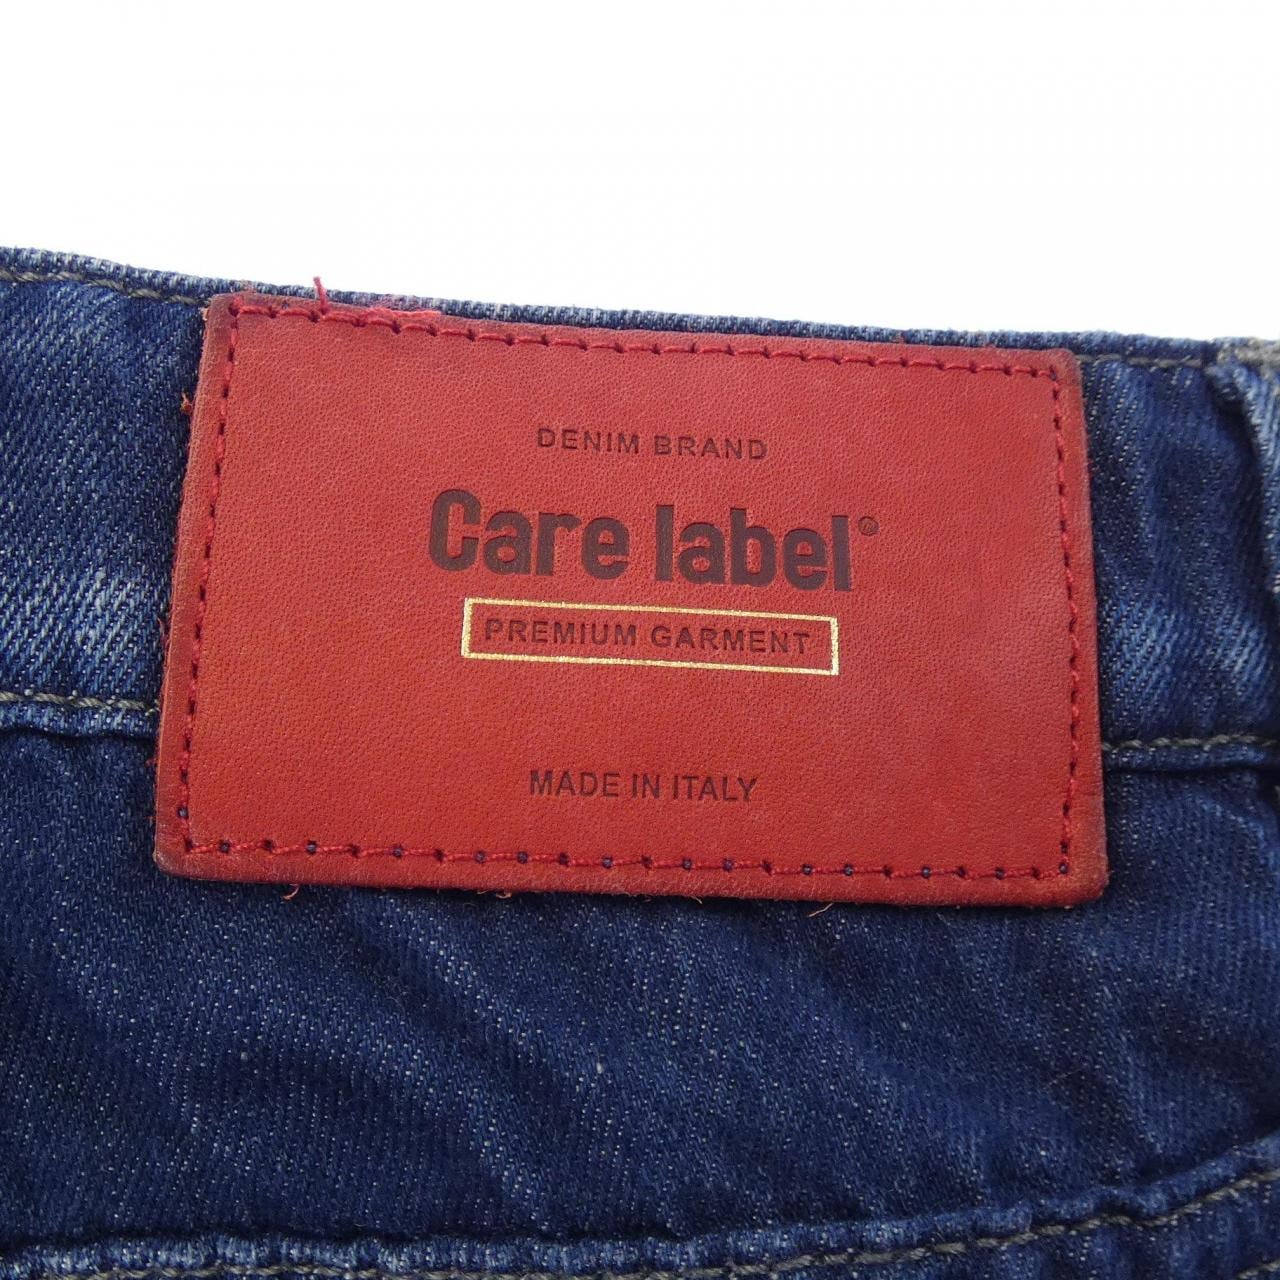 DENIM BRAND
Care label®
PREMIUM GARMENT
MADE IN ITALY